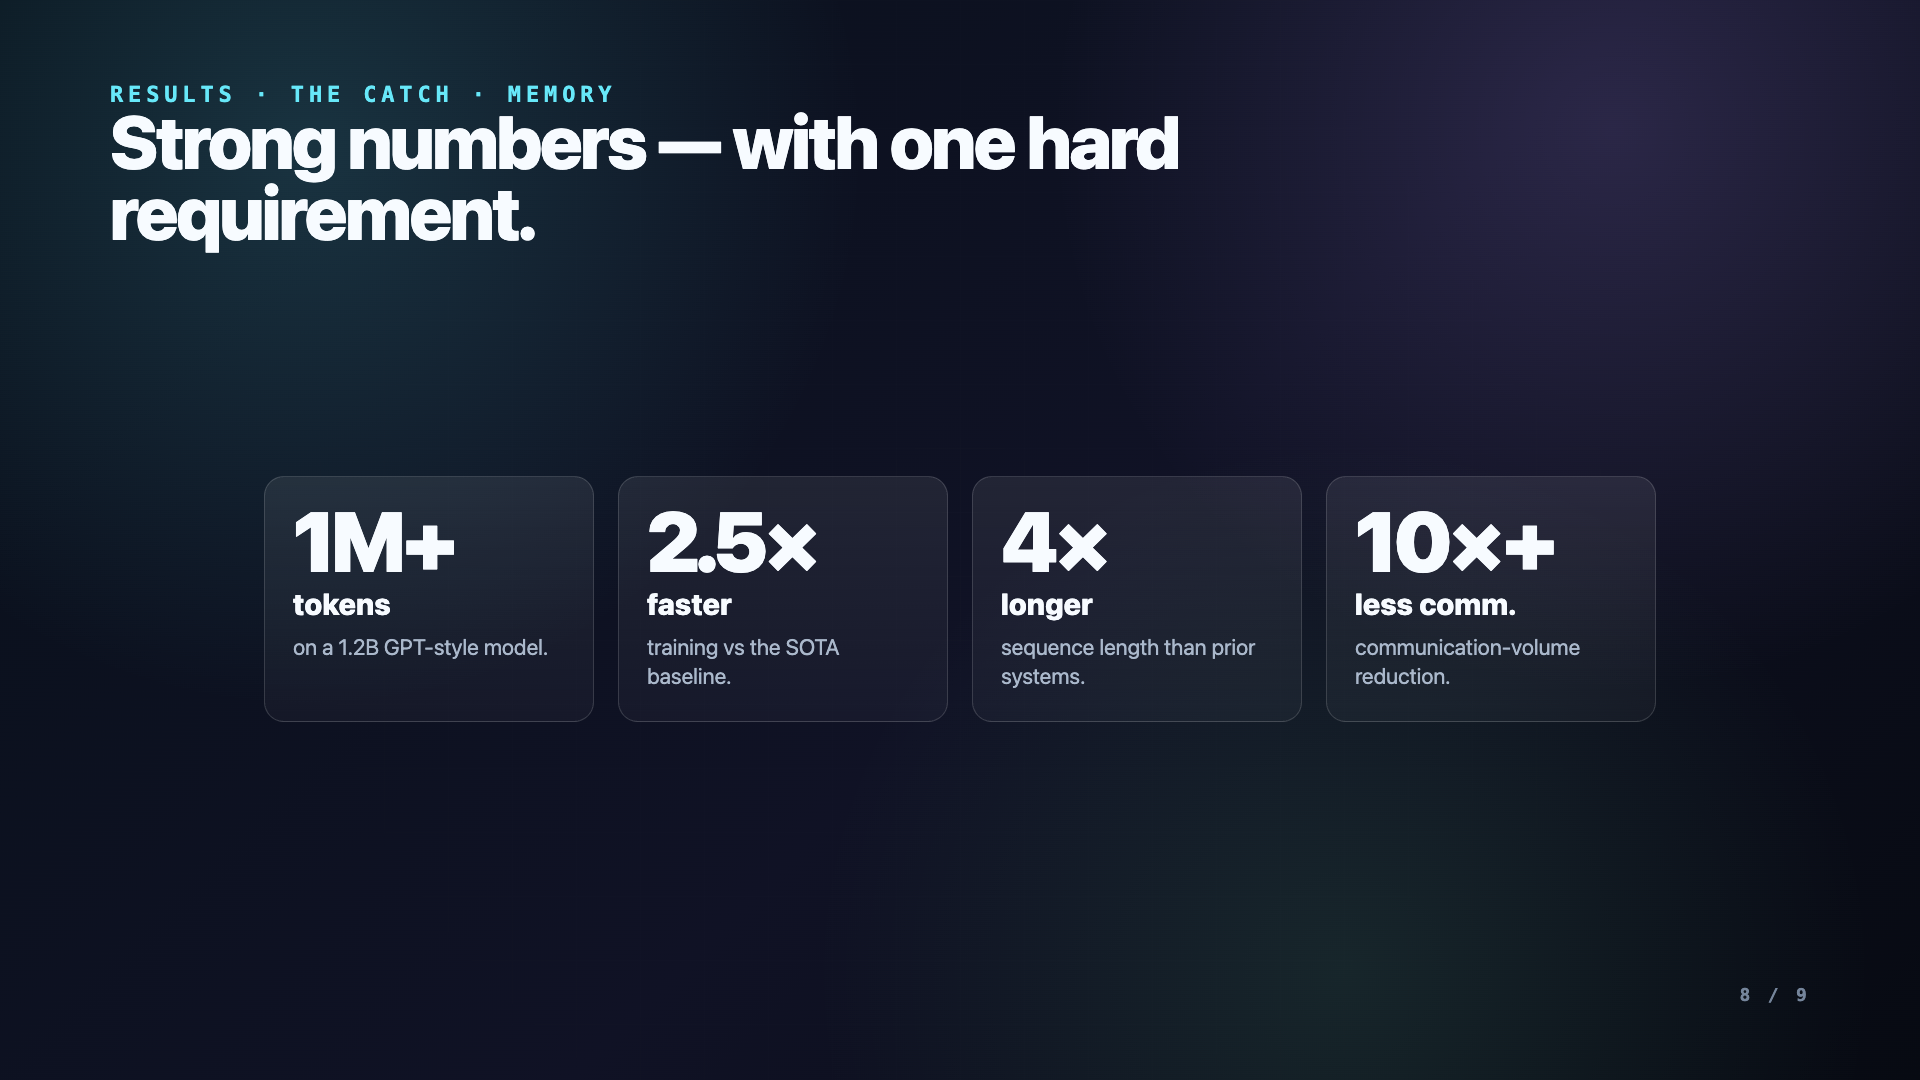 RESULTS · THE CATCH · MEMORY
Strong numbers — with one hard
requirement.
1M+
tokens
on a 1.2B GPT-style model.
2.5×
faster
training vs the SOTA
baseline.
4×
longer
sequence length than prior
systems.
10×+
less comm.
communication-volume
reduction.
8 / 9